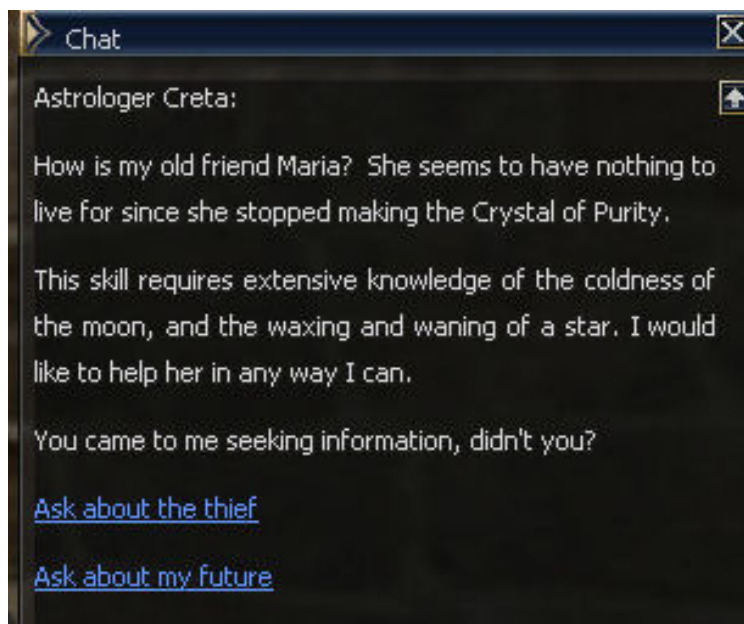 Chat
Astrologer Creta:
How is my old friend Maria? She seems to have nothing to
live for since she stopped making the Crystal of Purity.
This skill requires extensive knowledge of the coldness of
the moon, and the waxing and waning of a star. I would
like to help her in any way I can.
You came to me seeking information, didn't you?
Ask about the thief
Ask about my future